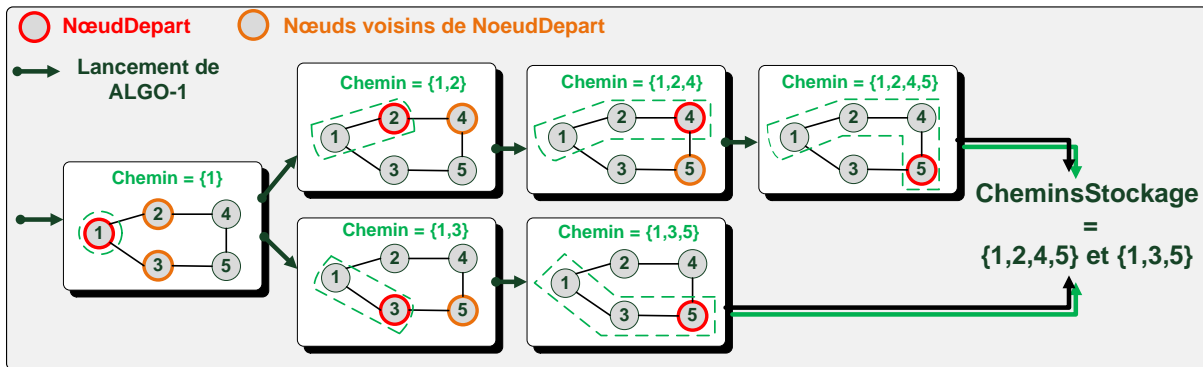 NœudDepart
Nœuds voisins de NoeudDepart
Lancement de
ALGO-1
Chemin = {1}
1
2
3
4
5
Chemin = {1,2}
1
2
3
4
5
Chemin = {1,2,4}
1
2
3
4
5
Chemin = {1,2,4,5}
1
2
3
4
5
Chemin = {1,3}
1
2
3
4
5
Chemin = {1,3,5}
1
2
3
4
5
CheminsStockage
=
{1,2,4,5} et {1,3,5}